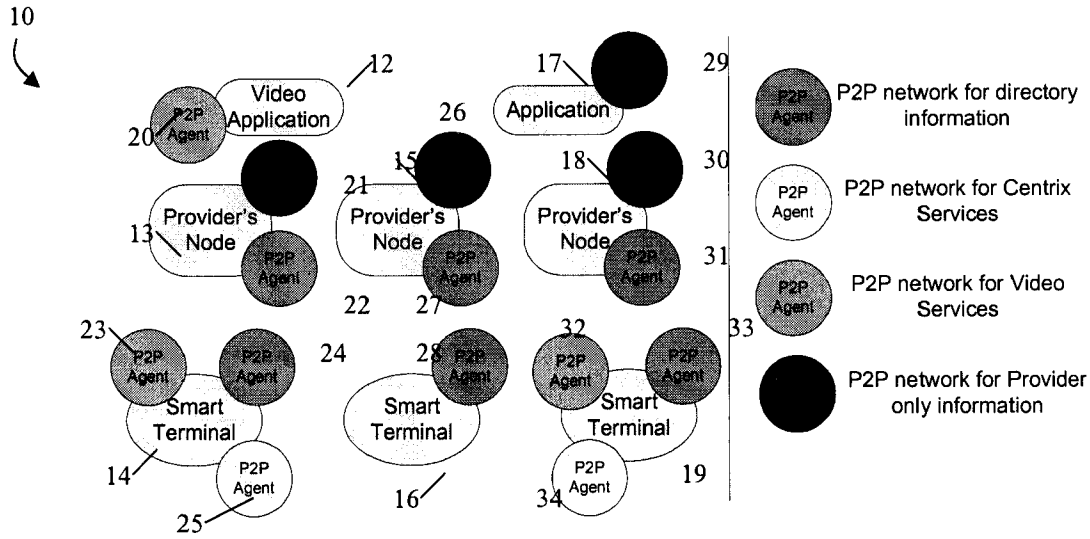 10
12
17
29
Video
Application
P2P
Agent
20
26
Application
P2P network for directory
information
P2P
Agent
15
21
18
30
Provider's
Node
13
P2P
Agent
Provider's
Node
P2P
Agent
Provider's
Node
P2P
Agent
31
P2P network for Centrix
Services
P2P
Agent
22
27
P2P network for Video
Services
P2P
Agent
23
P2P
Agent
P2P
Agent
24
28
P2P
Agent
32
P2P
Agent
P2P
Agent
33
Smart
Terminal
Smart
Terminal
Smart
Terminal
P2P network for Provider
only information
14
P2P
Agent
25
16
P2P
Agent
34
19